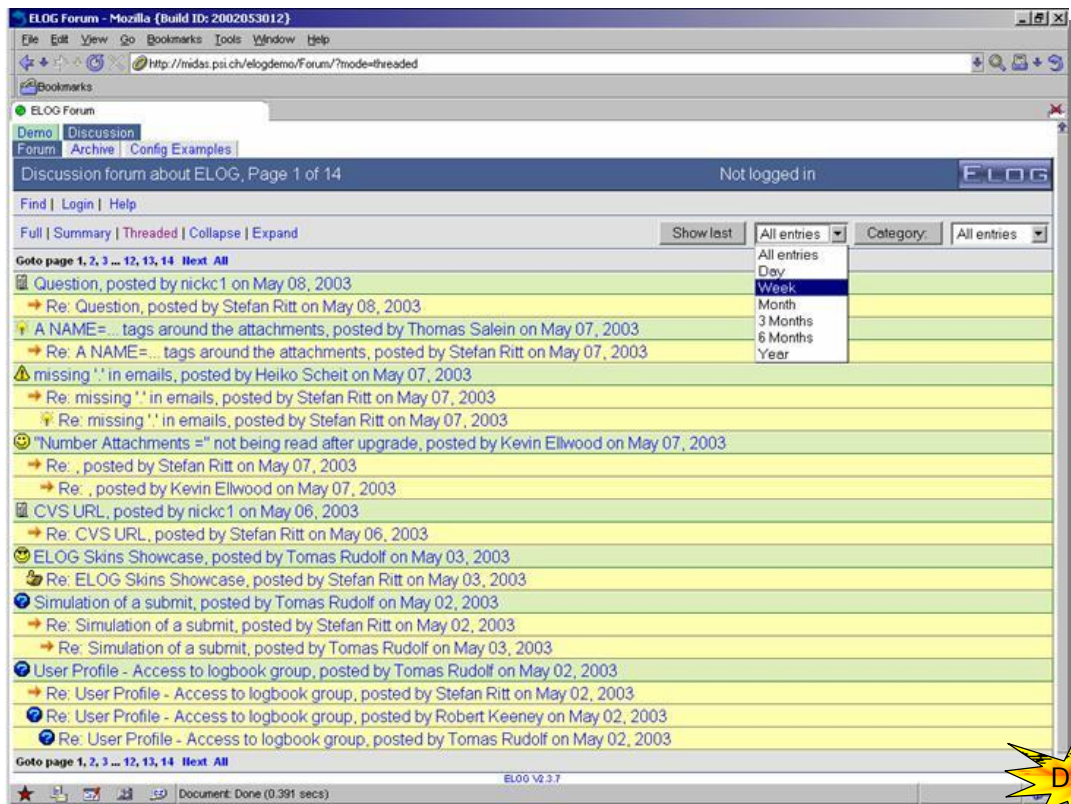 ELOG Forum - Mozilla {Build ID: 2002053012}
File Edit View Go Bookmarks Tools Window Help
http://midas.psi.ch/elogdemo/Forum/?mode=threaded
Bookmarks
ELOG Forum
Demo Discussion
Forum Archive Config Examples
Discussion forum about ELOG, Page 1 of 14 Not logged in ELOG
Find | Login | Help
Full | Summary | Threaded | Collapse | Expand Show last All entries Category: All entries
All entries
Day
Week
Month
3 Months
6 Months
Year
Goto page 1, 2, 3 ... 12, 13, 14 Next All
Question, posted by nickc1 on May 08, 2003
Re: Question, posted by Stefan Ritt on May 08, 2003
A NAME=... tags around the attachments, posted by Thomas Salein on May 07, 2003
Re: A NAME=... tags around the attachments, posted by Stefan Ritt on May 07, 2003
missing '.' in emails, posted by Heiko Scheit on May 07, 2003
Re: missing '.' in emails, posted by Stefan Ritt on May 07, 2003
Re: missing '.' in emails, posted by Stefan Ritt on May 07, 2003
"Number Attachments =" not being read after upgrade, posted by Kevin Ellwood on May 07, 2003
Re: , posted by Stefan Ritt on May 07, 2003
Re: , posted by Kevin Ellwood on May 07, 2003
CVS URL, posted by nickc1 on May 06, 2003
Re: CVS URL, posted by Stefan Ritt on May 06, 2003
ELOG Skins Showcase, posted by Tomas Rudolf on May 03, 2003
Re: ELOG Skins Showcase, posted by Stefan Ritt on May 03, 2003
Simulation of a submit, posted by Tomas Rudolf on May 02, 2003
Re: Simulation of a submit, posted by Stefan Ritt on May 02, 2003
Re: Simulation of a submit, posted by Tomas Rudolf on May 03, 2003
User Profile - Access to logbook group, posted by Tomas Rudolf on May 02, 2003
Re: User Profile - Access to logbook group, posted by Stefan Ritt on May 02, 2003
Re: User Profile - Access to logbook group, posted by Robert Keeney on May 02, 2003
Re: User Profile - Access to logbook group, posted by Tomas Rudolf on May 02, 2003
Goto page 1, 2, 3 ... 12, 13, 14 Next All
ELOG V2.3.7
D
Document: Done (0.391 secs)